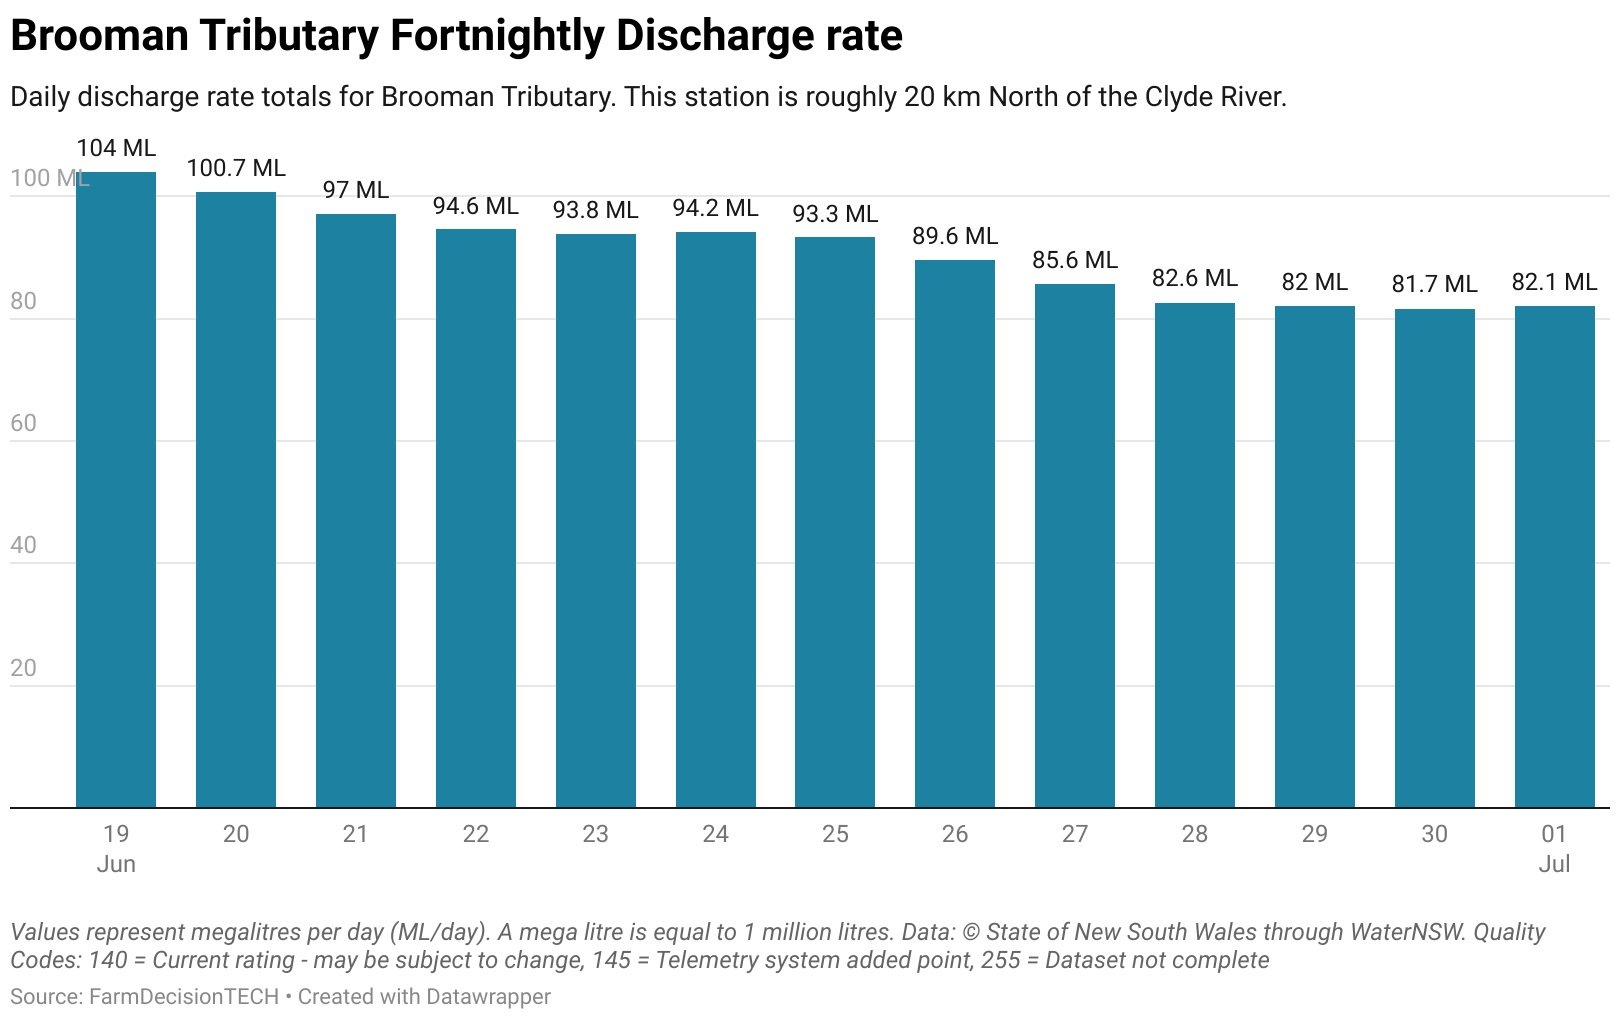 Brooman Tributary Fortnightly Discharge rate
Daily discharge rate totals for Brooman Tributary. This station is roughly 20 km North of the Clyde River.
104 ML
100.7 ML
97 ML
94.6 ML
93.8 ML
94.2 ML
93.3 ML
89.6 ML
85.6 ML
82.6 ML
82 ML
81.7 ML
82.1 ML
100 ML
80
60
40
20
19 20 21 22 23 24 25 26 27 28 29 30 01
Jun Jul
Values represent megalitres per day (ML/day). A mega litre is equal to 1 million litres. Data: © State of New South Wales through WaterNSW. Quality
Codes: 140 = Current rating - may be subject to change, 145 = Telemetry system added point, 255 = Dataset not complete
Source: FarmDecisionTECH • Created with Datawrapper